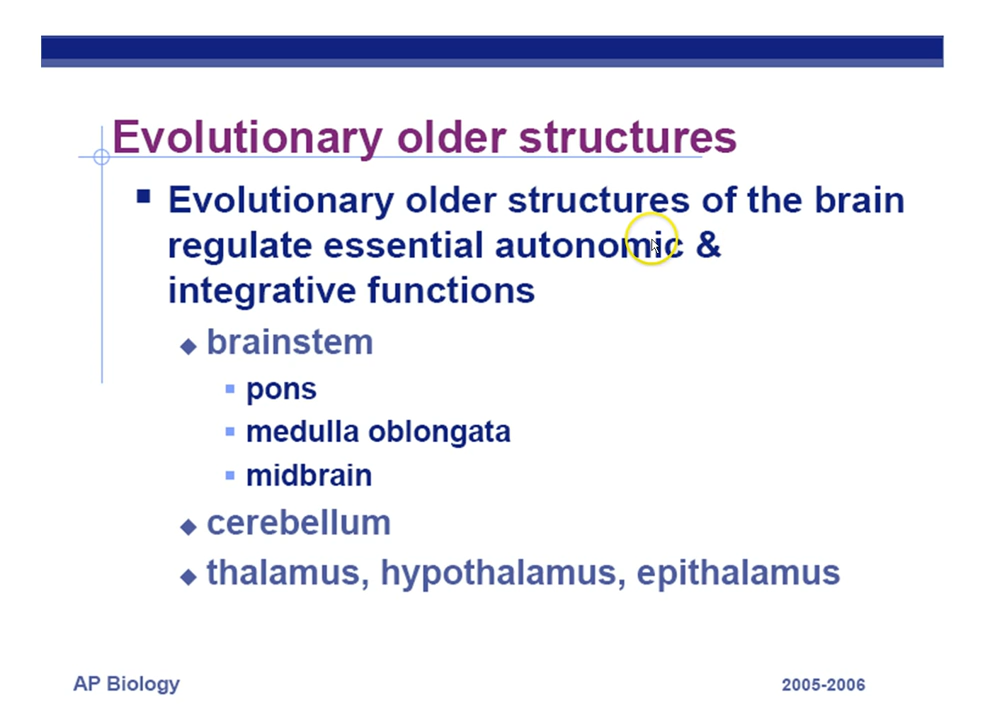 Evolutionary older structures
Evolutionary older structures of the brain
regulate essential autonomic &
integrative functions
brainstem
pons
medulla oblongata
midbrain
cerebellum
thalamus, hypothalamus, epithalamus
AP Biology
2005-2006